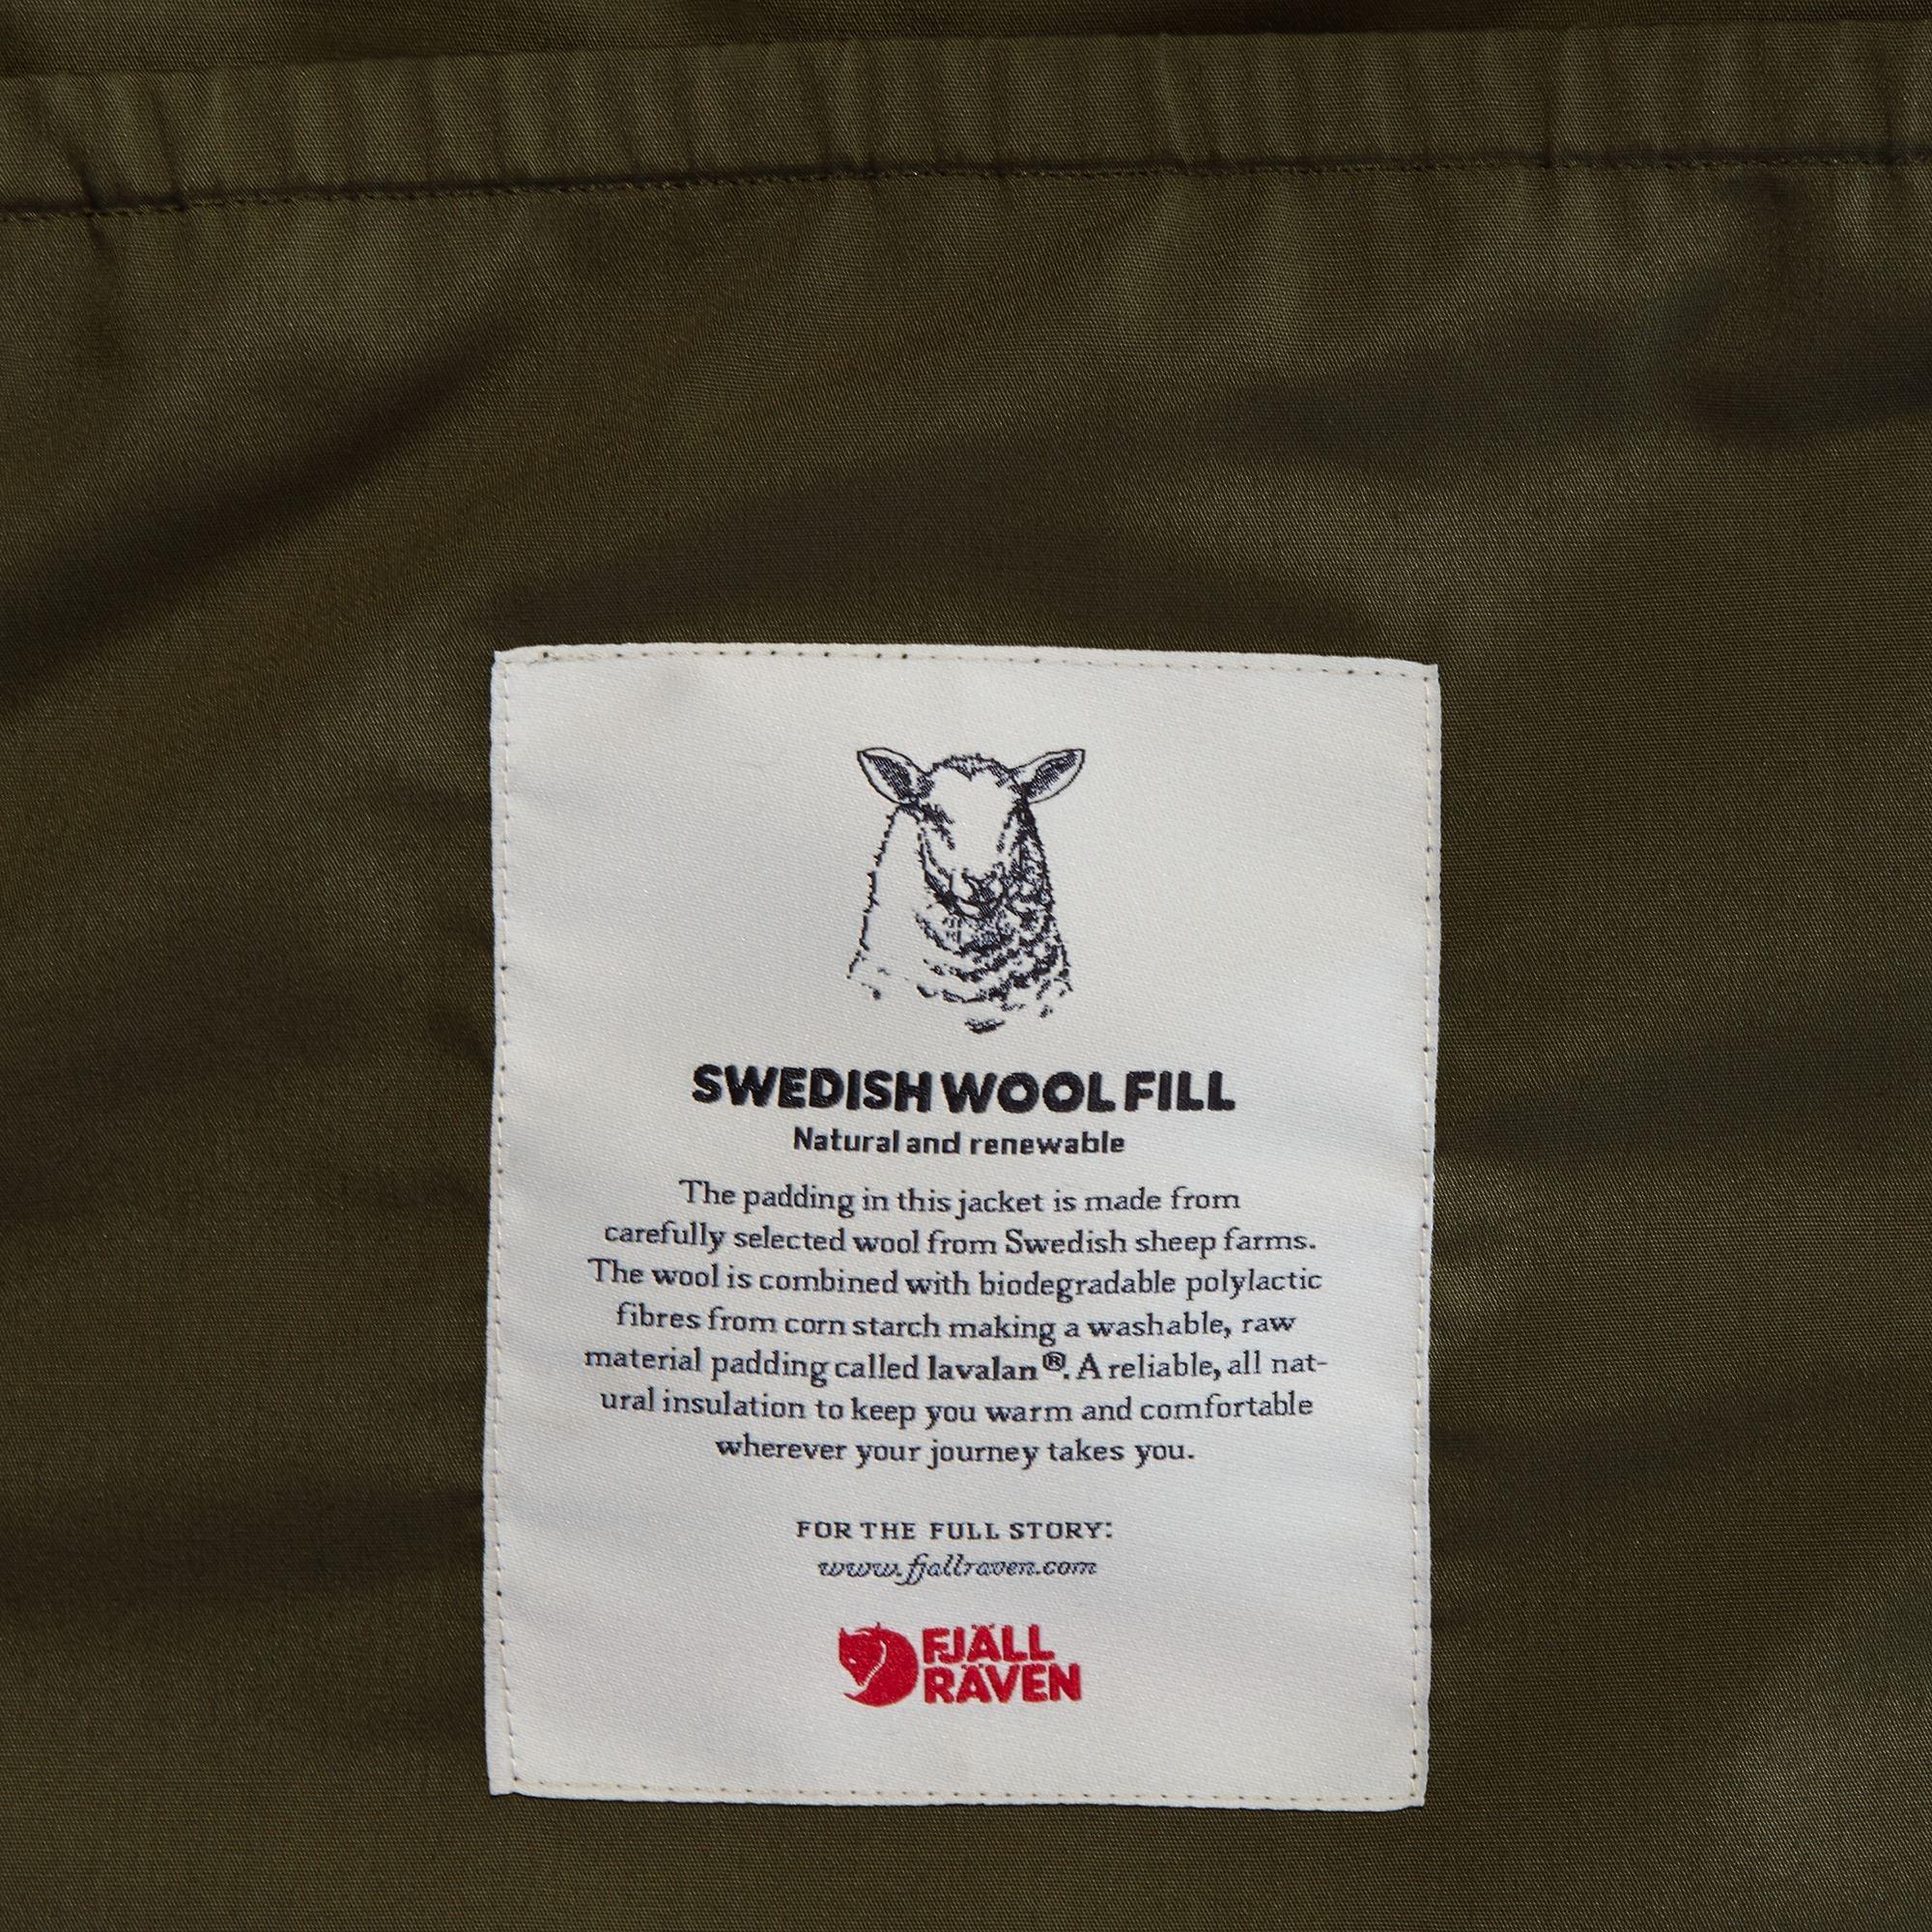 SWEDISH WOOL FILL
Natural and renewable
The padding in this jacket is made from
carefully selected wool from Swedish sheep farms.
The wool is combined with biodegradable polylactic
fibres from corn starch making a washable, raw
material padding called lavalan®. A reliable, all nat-
ural insulation to keep you warm and comfortable
wherever your journey takes you.
FOR THE FULL STORY:
www.fjallraven.com
FJÄLL
RÄVEN